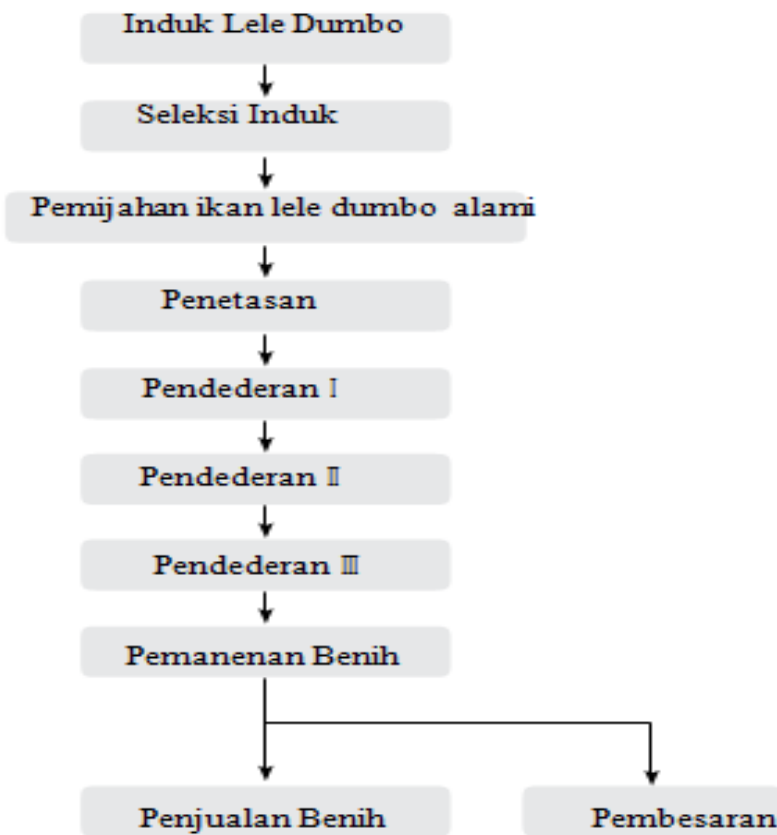 Induk Lele Dumbo
Seleksi Induk
Pemijahan ikan lele dumbo alami
Penetasan
Pendederan I
Pendederan II
Pendederan III
Pemanenan Benih
Penjualan Benih
Pembesaran